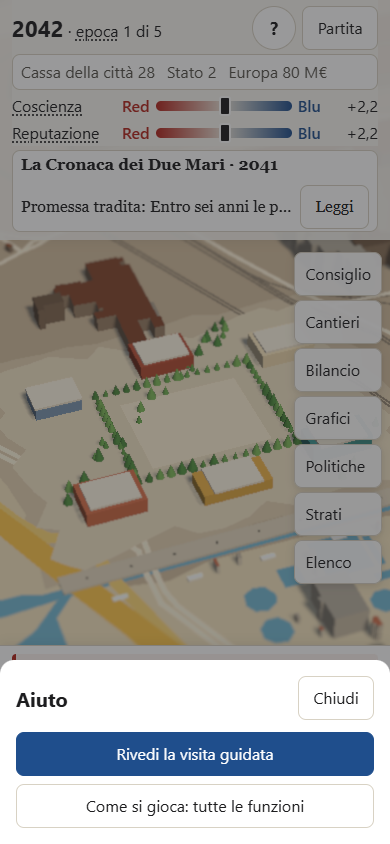 2042 · epoca 1 di 5
?
Partita
Cassa della città 28 Stato 2 Europa 80 M€
Coscienza Red Blu +2,2
Reputazione Red Blu +2,2
La Cronaca dei Due Mari · 2041
Promessa tradita: Entro sei anni le p...
Leggi
Consiglio
Cantieri
Bilancio
Grafici
Politiche
Strati
Elenco
Aiuto
Chiudi
Rivedi la visita guidata
Come si gioca: tutte le funzioni